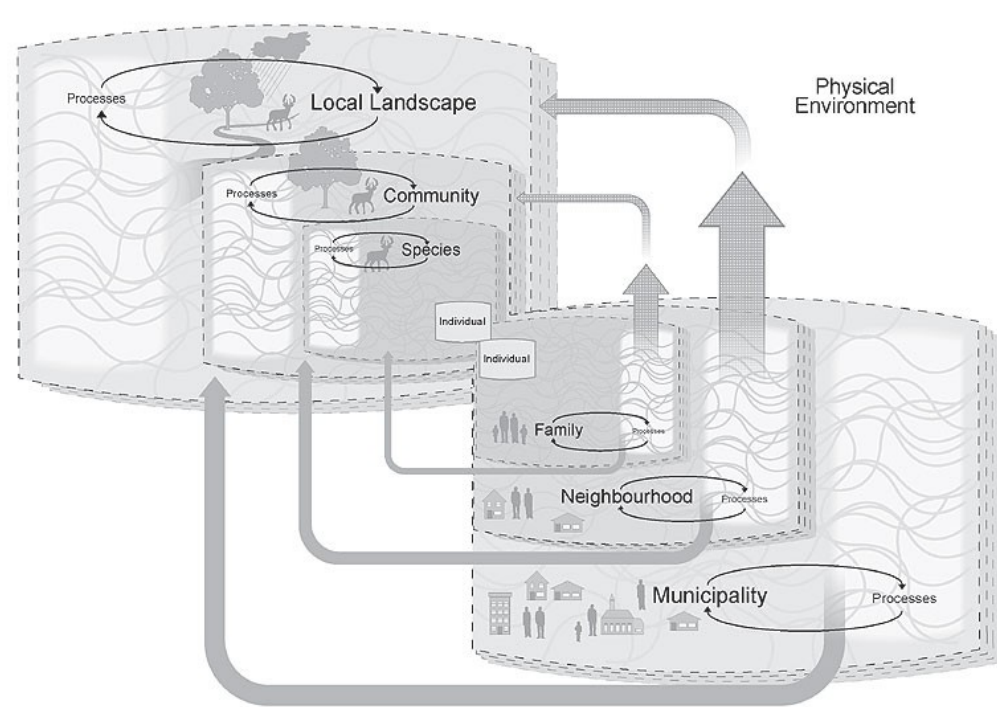 Physical
Environment
Processes
Local Landscape
Processes
Community
Processes
Species
Individual
Individual
Family
Processes
Neighbourhood
Processes
Municipality
Processes